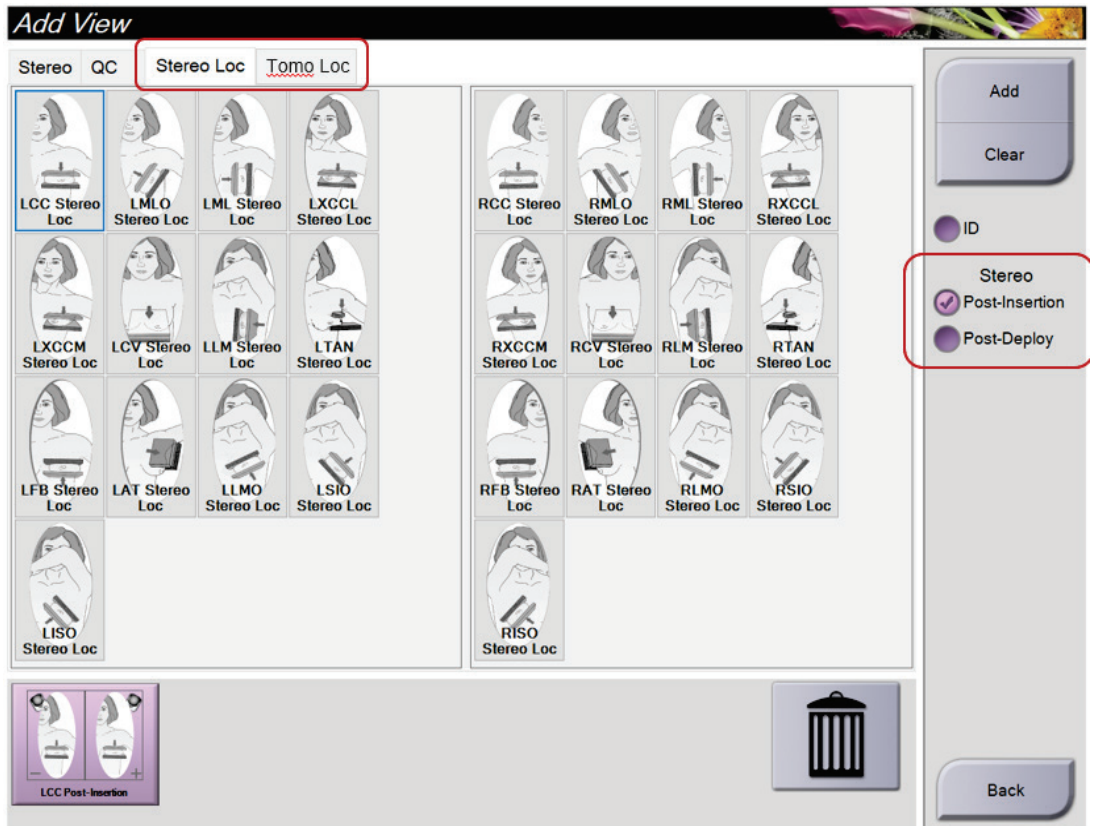 Add View
Stereo QC Stereo Loc Tomo Loc
LCC Stereo
Loc
LMLO
Stereo Loc
LML Stereo
Loc
LXCCL
Stereo Loc
RCC Stereo
Loc
RMLO
Stereo Loc
RML Stereo
Loc
RXCCL
Stereo Loc
LXCCM
Stereo Loc
LCV Stereo
Loc
LLM Stereo
Loc
LTAN
Stereo Loc
RXCCM
Stereo Loc
RCV Stereo
Loc
RLM Stereo
Loc
RTAN
Stereo Loc
LFB Stereo
Loc
LAT Stereo
Loc
LLMO
Stereo Loc
LSIO
Stereo Loc
RFB Stereo
Loc
RAT Stereo
Loc
RLMO
Stereo Loc
RSIO
Stereo Loc
LISO
Stereo Loc
RISO
Stereo Loc
Add
Clear
ID
Stereo
Post-Insertion
Post-Deploy
− +
LCC Post-Insertion
Back